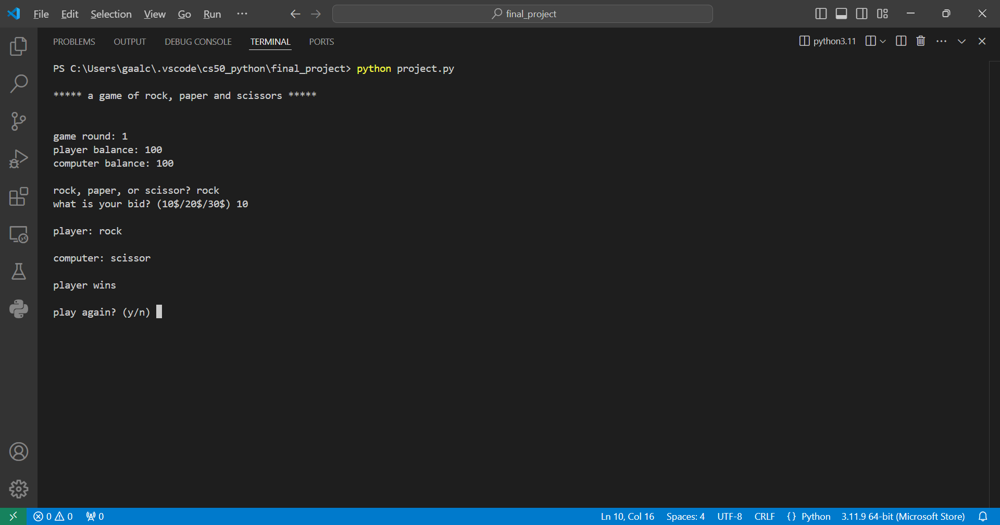 File Edit Selection View Go Run ··· final_project
PROBLEMS OUTPUT DEBUG CONSOLE TERMINAL PORTS python3.11
PS C:\Users\gaalc\.vscode\cs50_python\final_project> python project.py
***** a game of rock, paper and scissors *****
game round: 1
player balance: 100
computer balance: 100
rock, paper, or scissor? rock
what is your bid? (10$/20$/30$) 10
player: rock
computer: scissor
player wins
play again? (y/n)
0 0 0 Ln 10, Col 16 Spaces: 4 UTF-8 CRLF {} Python 3.11.9 64-bit (Microsoft Store)